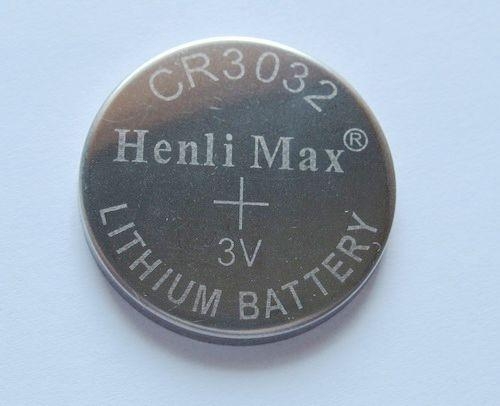 CR3032
Henli Max®
+
3V
LITHIUM BATTERY